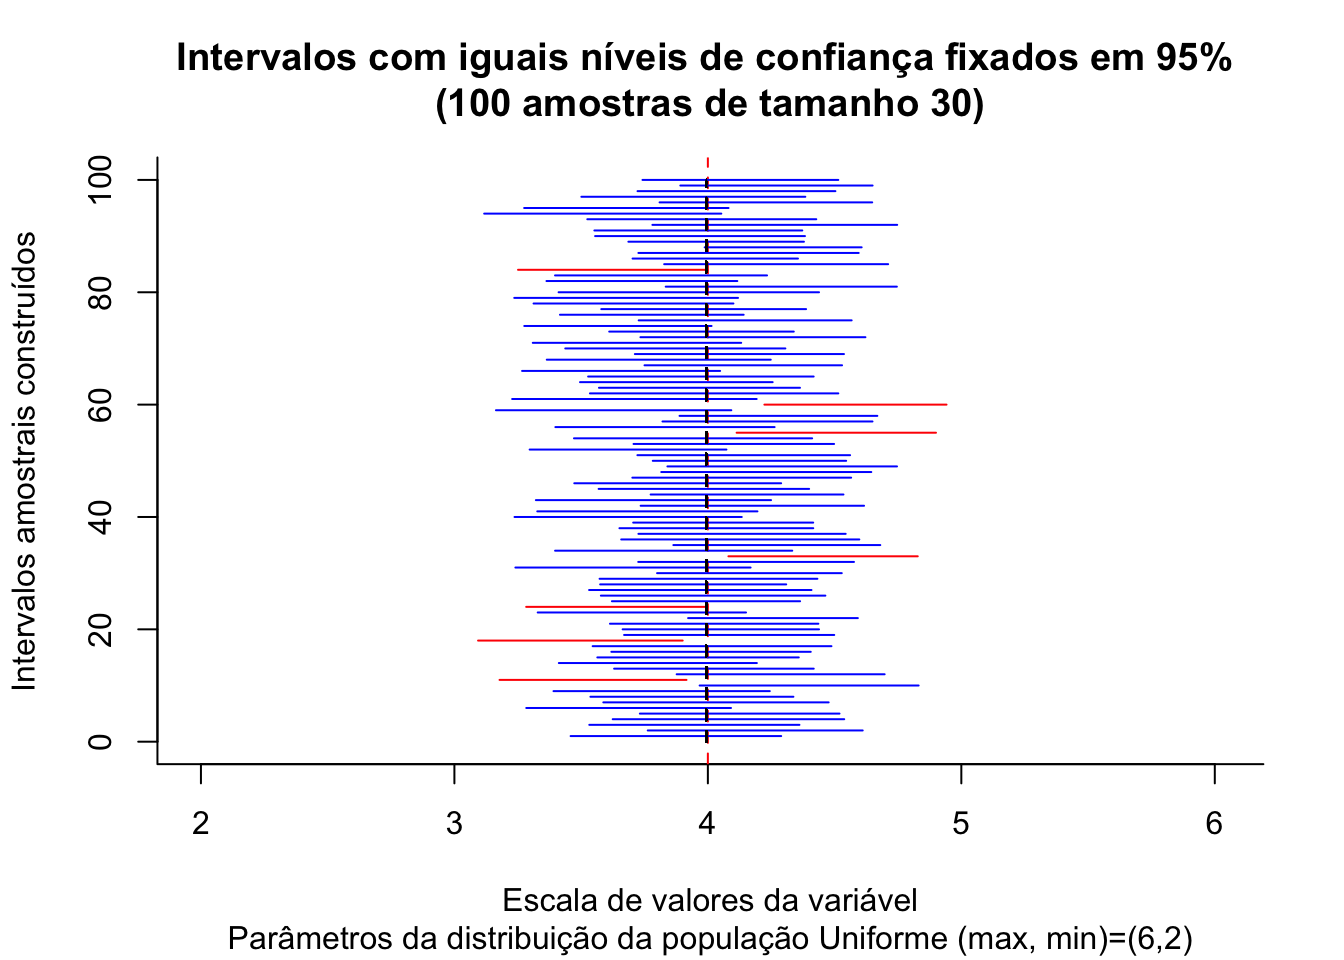 Intervalos com iguais níveis de confiança fixados em 95%
(100 amostras de tamanho 30)
Intervalos amostrais construídos
100
80
60
40
20
0
2 3 4 5 6
Escala de valores da variável
Parâmetros da distribuição da população Uniforme (max, min)=(6,2)